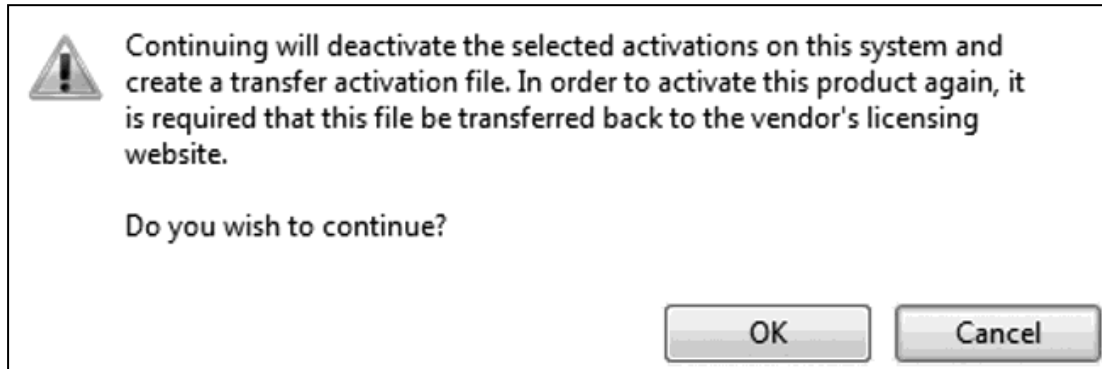 Continuing will deactivate the selected activations on this system and
create a transfer activation file. In order to activate this product again, it
is required that this file be transferred back to the vendor's licensing
website.
Do you wish to continue?
OK
Cancel